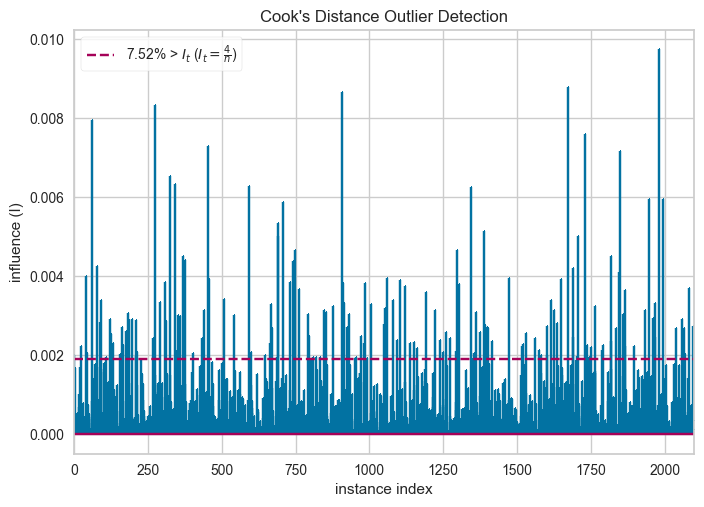 Cook's Distance Outlier Detection
7.52% > I_t (I_t = 4/n)
0.010
0.008
0.006
0.004
0.002
0.000
influence (I)
0 250 500 750 1000 1250 1500 1750 2000
instance index